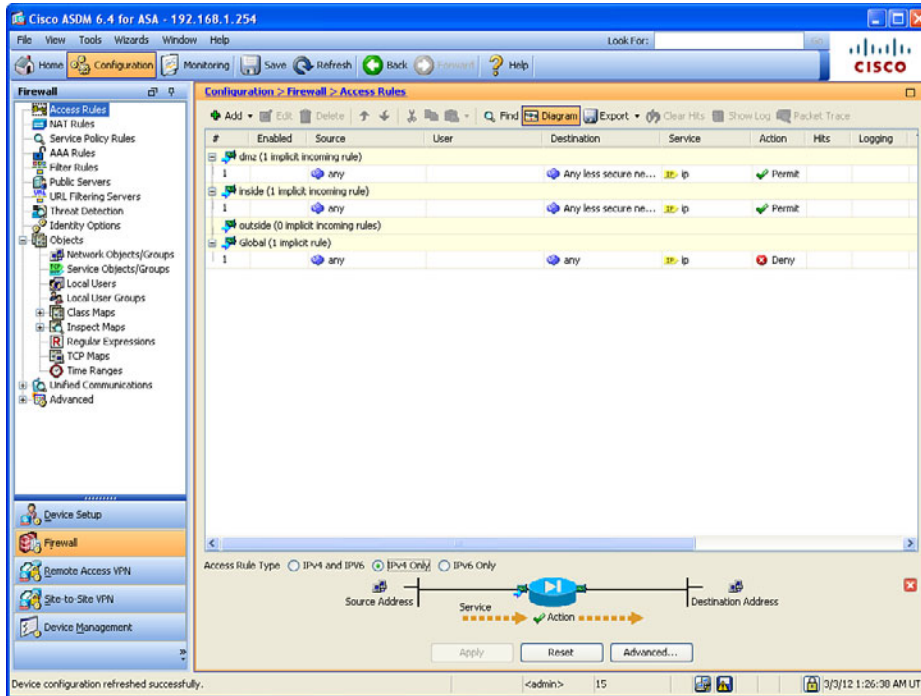 Cisco ASDM 6.4 for ASA - 192.168.1.254
File View Tools Wizards Window Help
Look For:
Go
Home Configuration Monitoring Save Refresh Back Forward Help
CISCO
Firewall
Access Rules
NAT Rules
Service Policy Rules
AAA Rules
Filter Rules
Public Servers
URL Filtering Servers
Threat Detection
Identity Options
Objects
Network Objects/Groups
Service Objects/Groups
Local Users
Local User Groups
Class Maps
Inspect Maps
Regular Expressions
TCP Maps
Time Ranges
Unified Communications
Advanced
Device Setup
Firewall
Remote Access VPN
Site-to-Site VPN
Device Management
Configuration > Firewall > Access Rules
Add Edit Delete Find Diagram Export Clear Hits Show Log Packet Trace
# Enabled Source User Destination Service Action Hits Logging
dmz (1 implicit incoming rule)
1 any Any less secure ne... ip Permit
inside (1 implicit incoming rule)
1 any Any less secure ne... ip Permit
outside (0 implicit incoming rules)
Global (1 implicit rule)
1 any any ip Deny
Access Rule Type IPv4 and IPv6 IPv4 Only IPv6 Only
Source Address
Service
Action
Destination Address
Apply Reset Advanced...
Device configuration refreshed successfully.
<admin>
15
3/3/12 1:26:38 AM UT